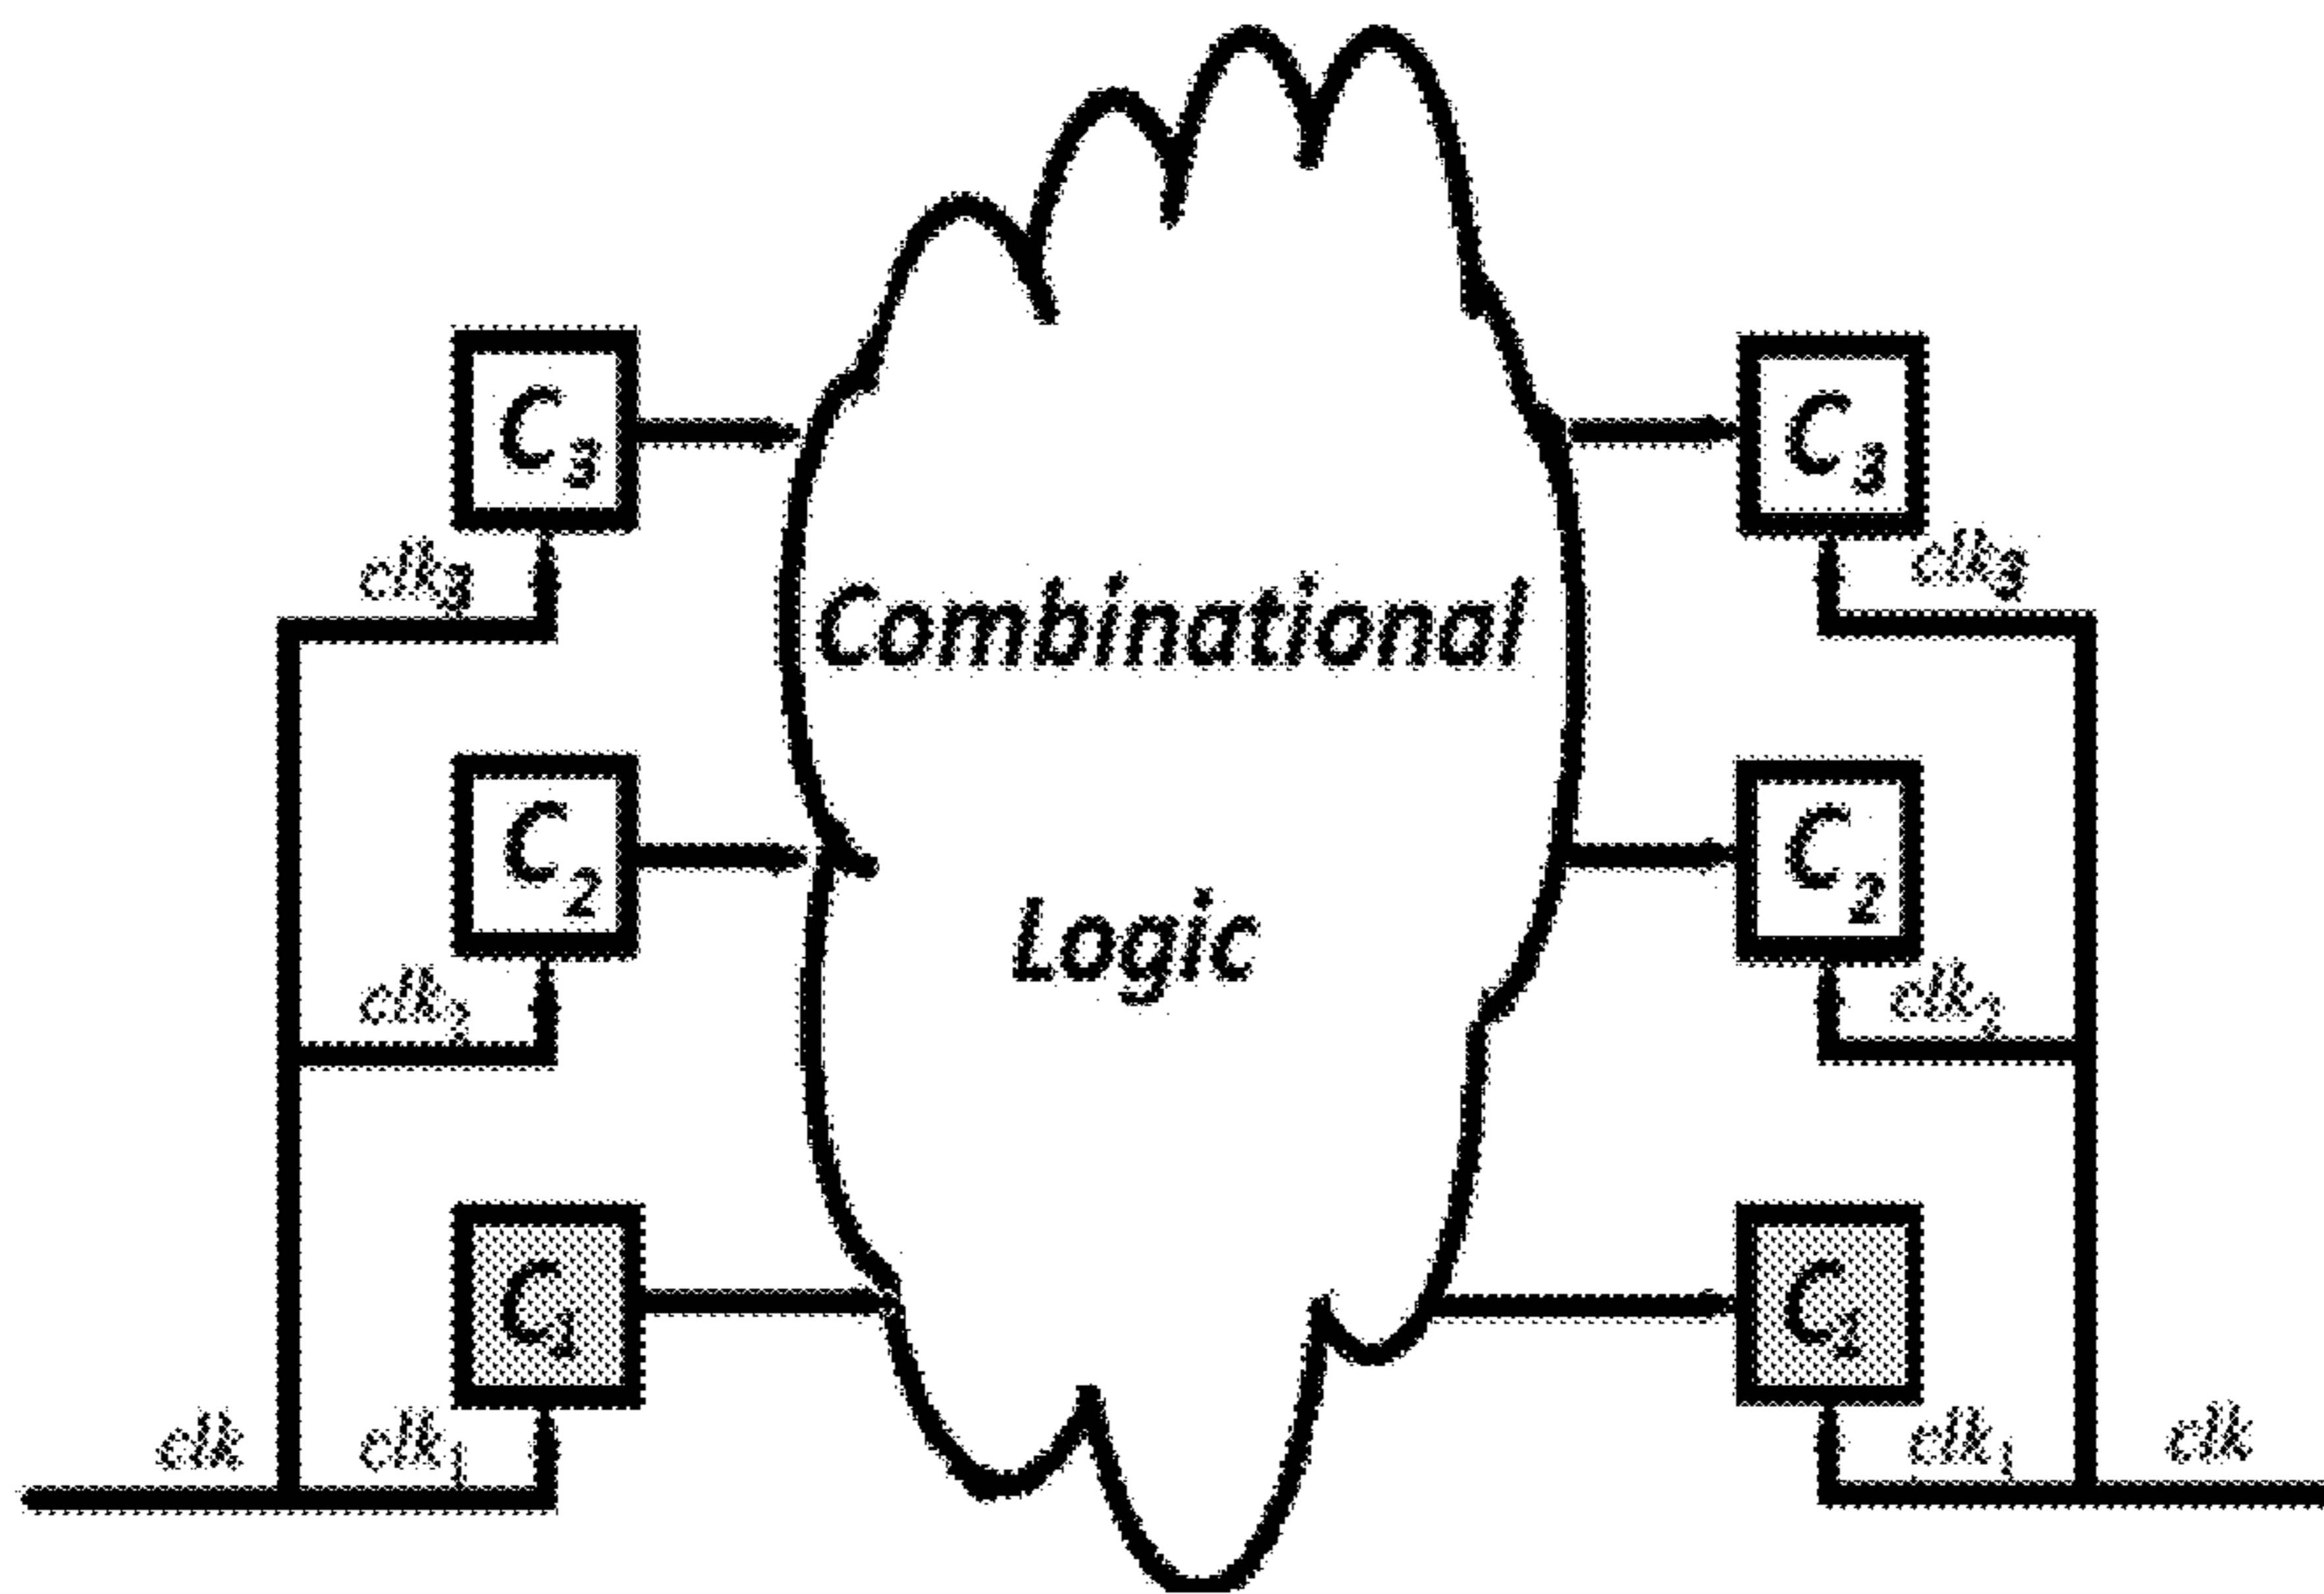 C3
C3
clk3
clk3
Combinational
C2
C2
Logic
clk2
clk2
C1
C1
clk
clk1
clk1
clk